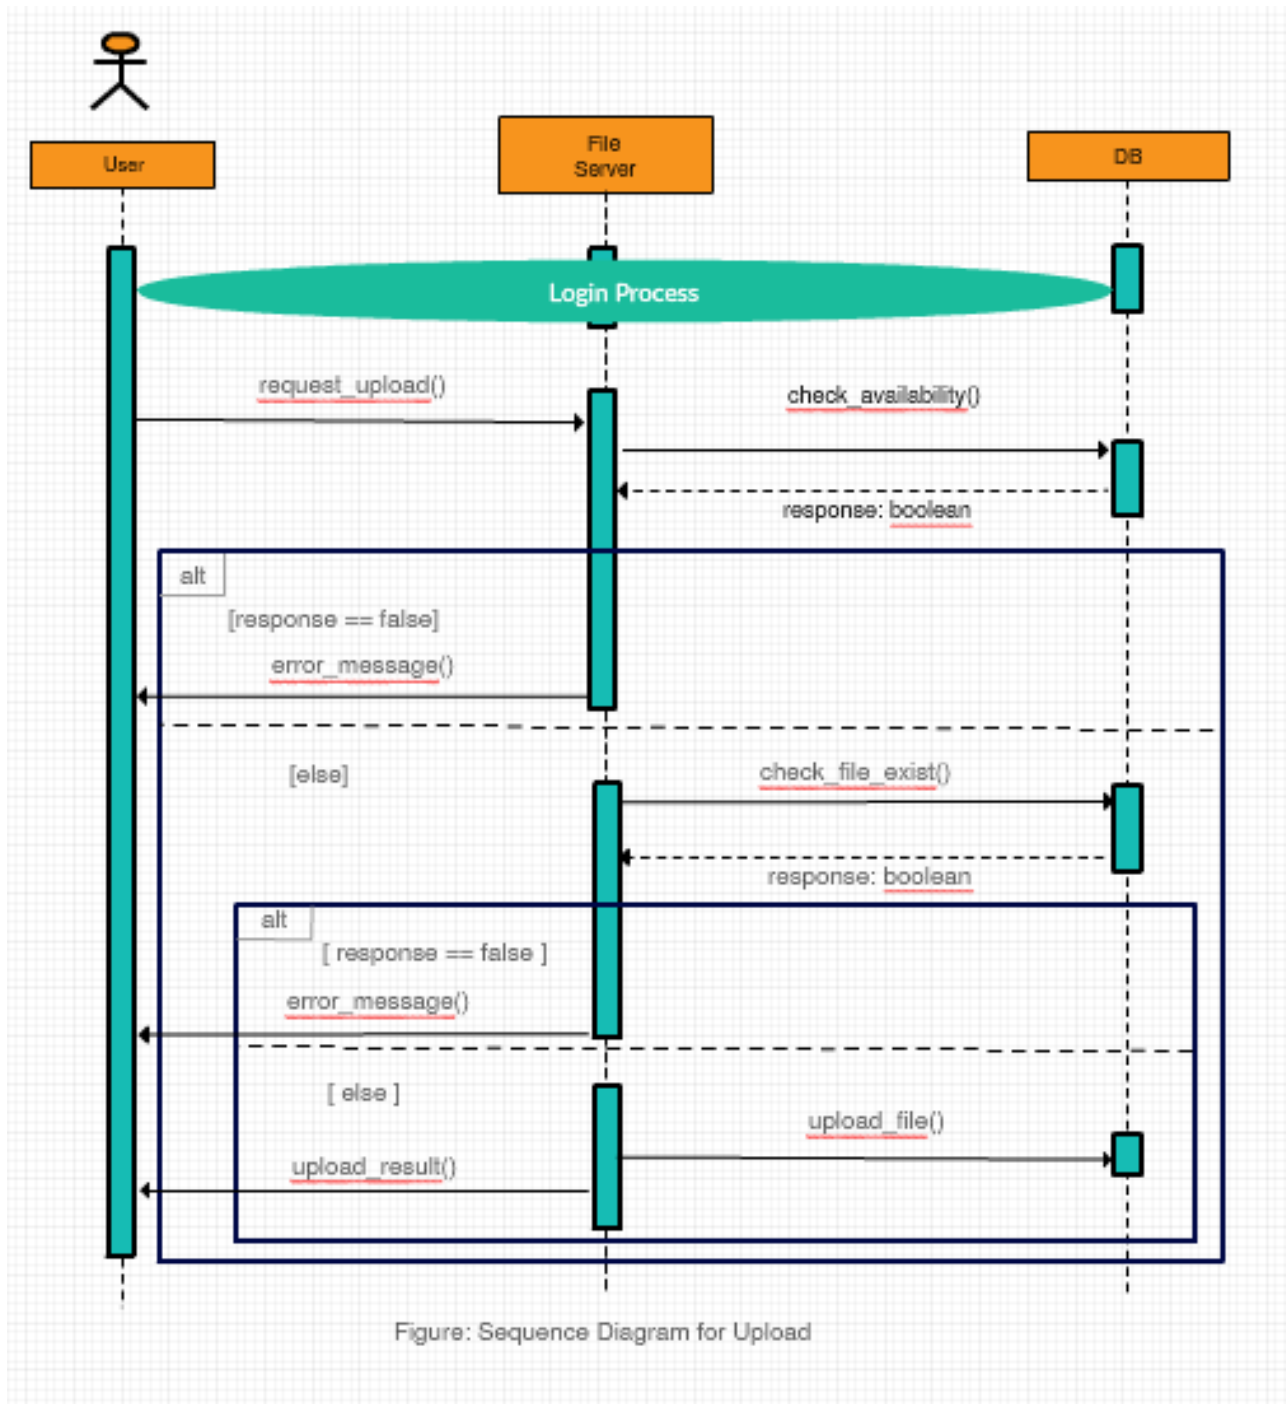 User
File
Server
DB
Login Process
request_upload()
check_availability()
response: boolean
alt
[response == false]
error_message()
[else]
check_file_exist()
response: boolean
alt
[ response == false ]
error_message()
[ else ]
upload_file()
upload_result()
Figure: Sequence Diagram for Upload